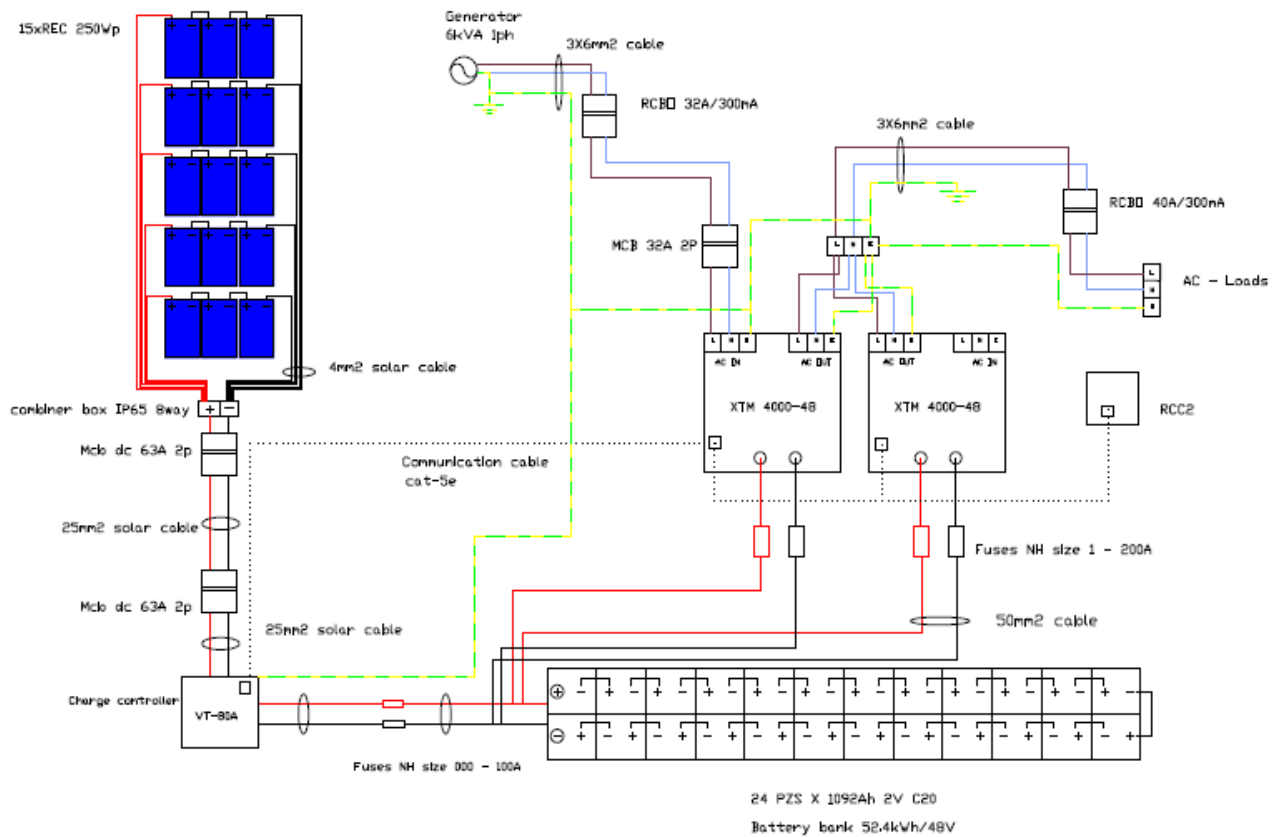 15xREC 250Wp
Generator
6kVA 1ph
3X6mm2 cable
RCBO 32A/300mA
3X6mm2 cable
RCBO 40A/300mA
MCB 32A 2P
L N E
L
N
E
AC - Loads
L N E
L N E
L N E
L N E
AC IN
AC OUT
AC OUT
AC IN
4mm2 solar cable
XTM 4000-48
XTM 4000-48
RCC2
combiner box IP65 8way
+ -
Mcb dc 63A 2p
Communication cable
cat-5e
25mm2 solar cable
Fuses NH size 1 - 200A
Mcb dc 63A 2p
25mm2 solar cable
50mm2 cable
Charge controller
VT-80A
Fuses NH size 000 - 100A
24 PZS X 1092Ah 2V C20
Battery bank 52.4kWh/48V